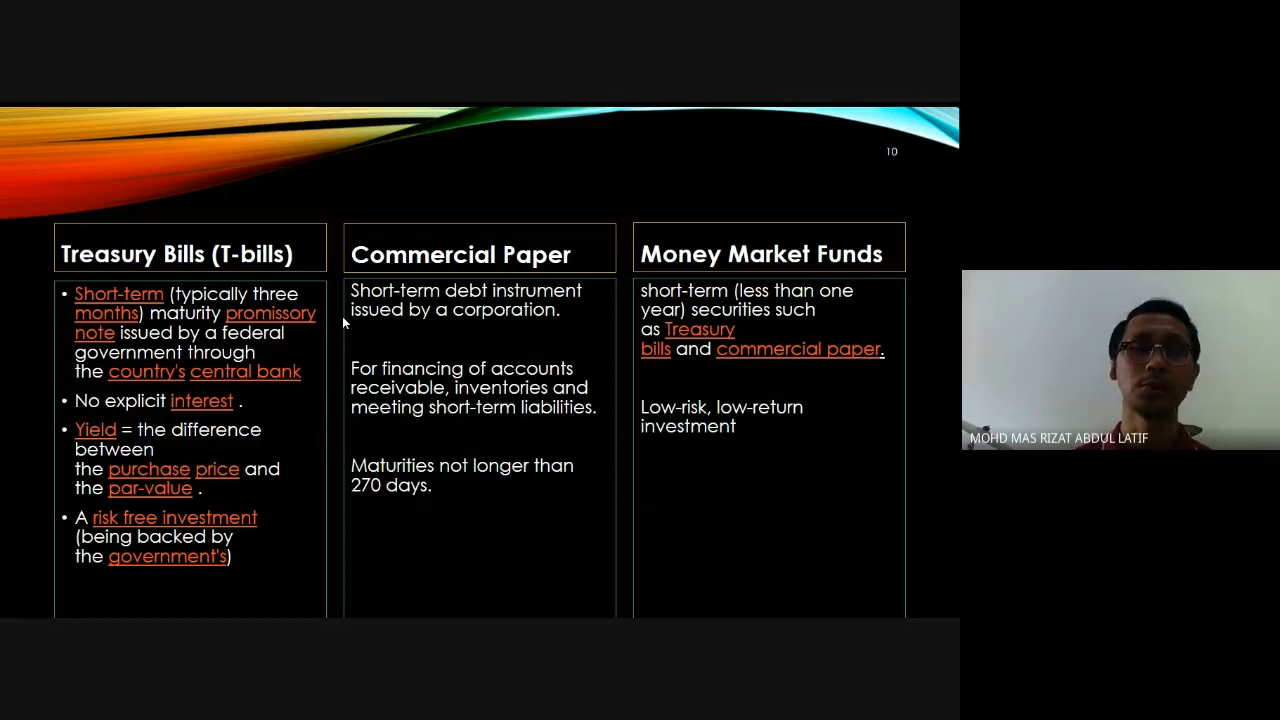 10
Treasury Bills (T-bills)
• Short-term (typically three
months) maturity promissory
note issued by a federal
government through
the country's central bank
• No explicit interest .
• Yield = the difference
between
the purchase price and
the par-value .
• A risk free investment
(being backed by
the government's)
Commercial Paper
Short-term debt instrument
issued by a corporation.
For financing of accounts
receivable, inventories and
meeting short-term liabilities.
Maturities not longer than
270 days.
Money Market Funds
short-term (less than one
year) securities such
as Treasury
bills and commercial paper.
Low-risk, low-return
investment
MOHD MAS RIZAT ABDUL LATIF